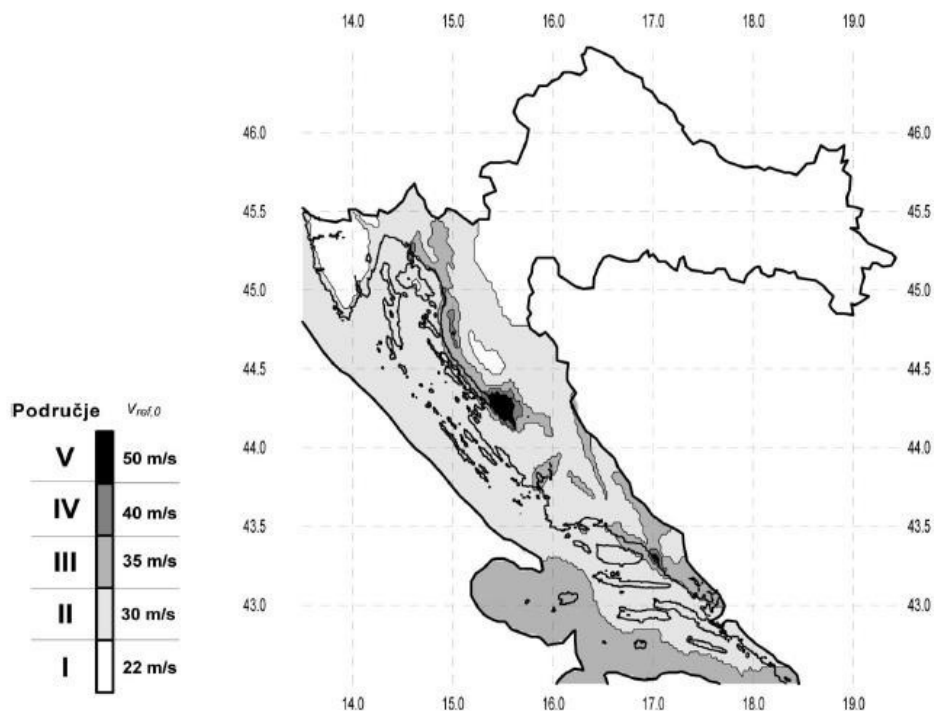 14.0 15.0 16.0 17.0 18.0 19.0
46.0 46.0
45.5 45.5
45.0 45.0
44.5 44.5
44.0 44.0
43.5 43.5
43.0 43.0
14.0 15.0 16.0 17.0 18.0 19.0
Područje Vref,0
V 50 m/s
IV 40 m/s
III 35 m/s
II 30 m/s
I 22 m/s